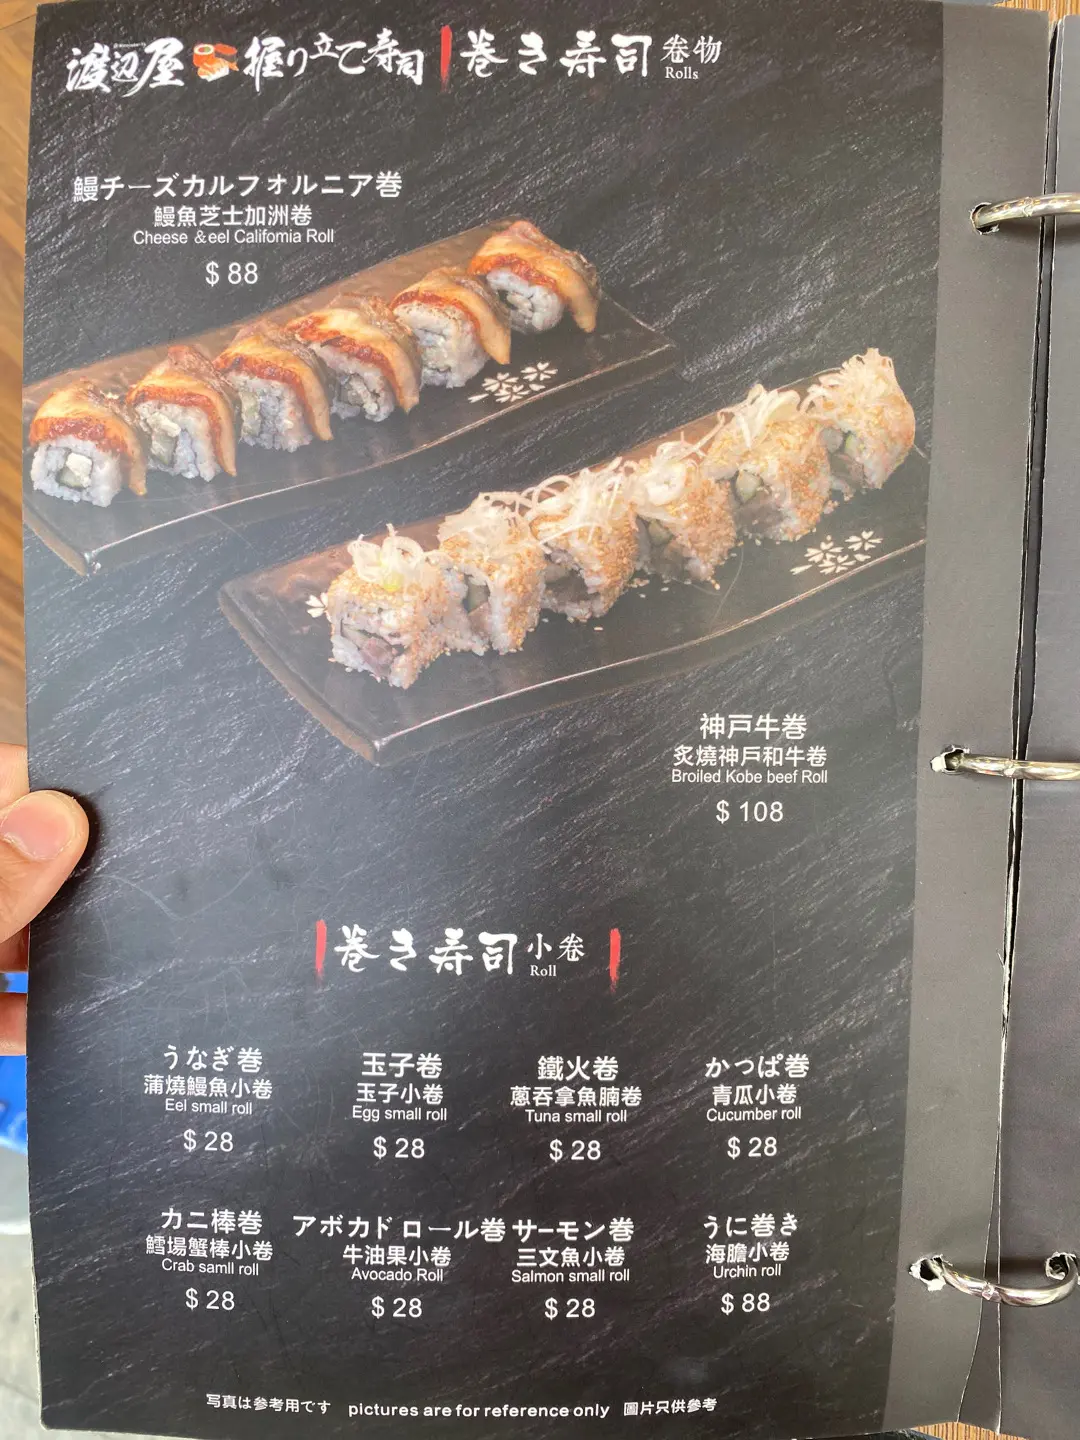 渡辺屋 握り立て寿司 巻き寿司 卷物
Rolls
鰻チーズカルフォルニア巻
鰻魚芝士加洲卷
Cheese &eel Califomia Roll
$ 88
神戸牛巻
炙燒神戶和牛卷
Broiled Kobe beef Roll
$ 108
巻き寿司 小卷
Roll
うなぎ巻
蒲燒鰻魚小卷
Eel small roll
$ 28
玉子巻
玉子小卷
Egg small roll
$ 28
鐵火巻
蔥吞拿魚腩卷
Tuna small roll
$ 28
かっぱ巻
青瓜小卷
Cucumber roll
$ 28
カニ棒巻
鱈場蟹棒小卷
Crab samll roll
$ 28
アボカド ロール巻
牛油果小卷
Avocado Roll
$ 28
サーモン巻
三文魚小卷
Salmon small roll
$ 28
うに巻き
海膽小卷
Urchin roll
$ 88
写真は参考用です pictures are for reference only 圖片只供參考